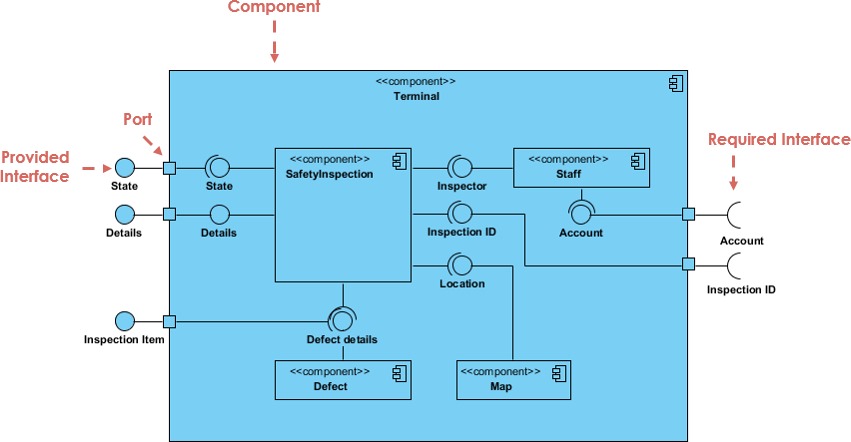 Component
<<component>>
Terminal
Port
Provided
Interface
Required Interface
<<component>>
SafetyInspection
<<component>>
Staff
State
State
Inspector
Details
Details
Inspection ID
Account
Account
Location
Inspection ID
Inspection Item
Defect details
<<component>>
Defect
<<component>>
Map